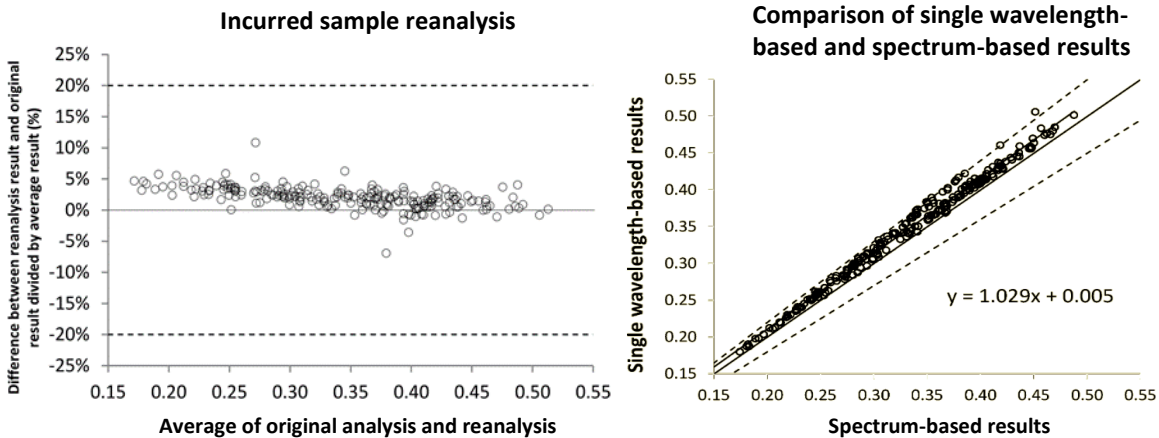 Incurred sample reanalysis
Difference between reanalysis result and original
result divided by average result (%)
25%
20%
15%
10%
5%
0%
-5%
-10%
-15%
-20%
-25%
0.15 0.20 0.25 0.30 0.35 0.40 0.45 0.50 0.55
Average of original analysis and reanalysis
Comparison of single wavelength-
based and spectrum-based results
Single wavelength-based results
0.55
0.50
0.45
0.40
0.35
0.30
0.25
0.20
0.15
y = 1.029x + 0.005
0.15 0.20 0.25 0.30 0.35 0.40 0.45 0.50 0.55
Spectrum-based results